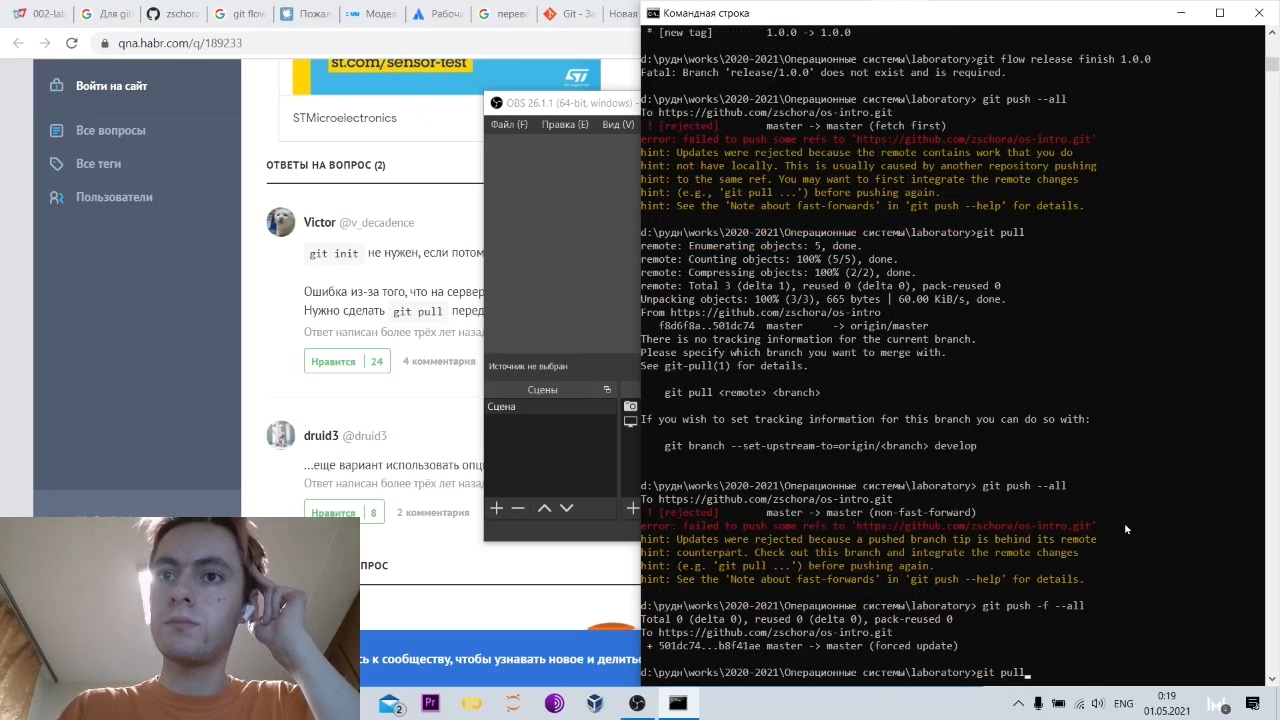 002-lat
goog
zscho
G git fl
Пожал
latex
G перевс
За
Новая
Командная строка
qna.habr.com/q/189233
* [new tag] 1.0.0 -> 1.0.0
d:\рудн\works\2020-2021\Операционные системы\laboratory>git flow release finish 1.0.0
Fatal: Branch 'release/1.0.0' does not exist and is required.
d:\рудн\works\2020-2021\Операционные системы\laboratory> git push --all
To https://github.com/zschora/os-intro.git
! [rejected] master -> master (fetch first)
error: failed to push some refs to 'https://github.com/zschora/os-intro.git'
hint: Updates were rejected because the remote contains work that you do
hint: not have locally. This is usually caused by another repository pushing
hint: to the same ref. You may want to first integrate the remote changes
hint: (e.g., 'git pull ...') before pushing again.
hint: See the 'Note about fast-forwards' in 'git push --help' for details.
d:\рудн\works\2020-2021\Операционные системы\laboratory>git pull
remote: Enumerating objects: 5, done.
remote: Counting objects: 100% (5/5), done.
remote: Compressing objects: 100% (2/2), done.
remote: Total 3 (delta 1), reused 0 (delta 0), pack-reused 0
Unpacking objects: 100% (3/3), 665 bytes | 60.00 KiB/s, done.
From https://github.com/zschora/os-intro
f8d6f8a..501dc74 master -> origin/master
There is no tracking information for the current branch.
Please specify which branch you want to merge with.
See git-pull(1) for details.
git pull <remote> <branch>
If you wish to set tracking information for this branch you can do so with:
git branch --set-upstream-to=origin/<branch> develop
d:\рудн\works\2020-2021\Операционные системы\laboratory> git push --all
To https://github.com/zschora/os-intro.git
! [rejected] master -> master (non-fast-forward)
error: failed to push some refs to 'https://github.com/zschora/os-intro.git'
hint: Updates were rejected because a pushed branch tip is behind its remote
hint: counterpart. Check out this branch and integrate the remote changes
hint: (e.g. 'git pull ...') before pushing again.
hint: See the 'Note about fast-forwards' in 'git push --help' for details.
d:\рудн\works\2020-2021\Операционные системы\laboratory> git push -f --all
Total 0 (delta 0), reused 0 (delta 0), pack-reused 0
To https://github.com/zschora/os-intro.git
+ 501dc74...b8f41ae master -> master (forced update)
d:\рудн\works\2020-2021\Операционные системы\laboratory>git pull
Войти на сайт
Все вопросы
Все теги
Пользователи
st.com/sensor-test
ST
STMicroelectronics
ОТВЕТЫ НА ВОПРОС (2)
Victor @v_decadence
git init не нужен, если потом
Ошибка из-за того, что на сервер
Нужно сделать git pull перед
Ответ написан более трёх лет назад
Нравится 24 4 комментария
druid3 @druid3
...еще вариант использовать опц
Ответ написан более трёх лет назад
Нравится 8 2 комментария
РОС
сь к сообществу, чтобы узнавать новое и делитьс
OBS 26.1.1 (64-bit, windows) -
Файл (F) Правка (E) Вид (V)
Источник не выбран
Сцены
Сцена
2
Pr
ENG
0:19
01.05.2021